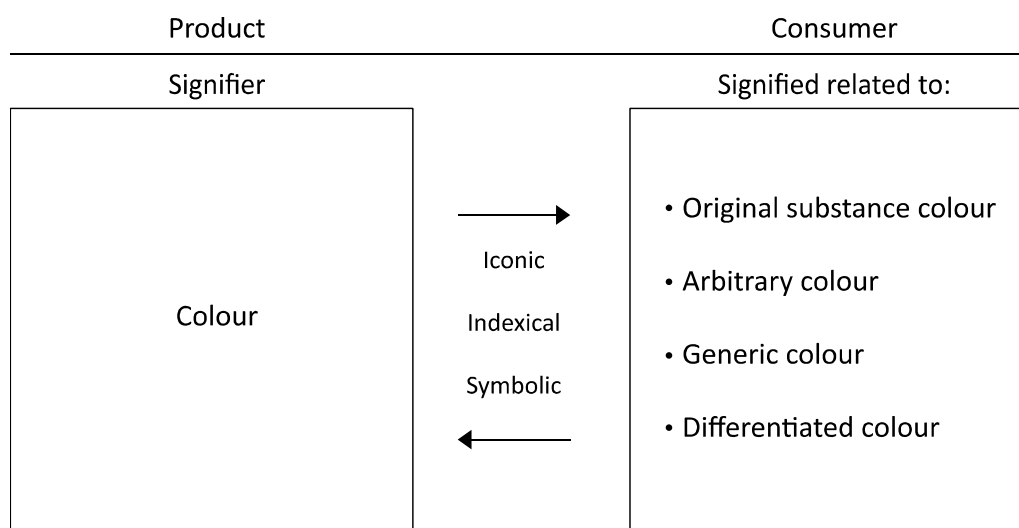 Product
Consumer
Signifier
Signified related to:
Colour
Iconic
Indexical
Symbolic
• Original substance colour
• Arbitrary colour
• Generic colour
• Differentiated colour